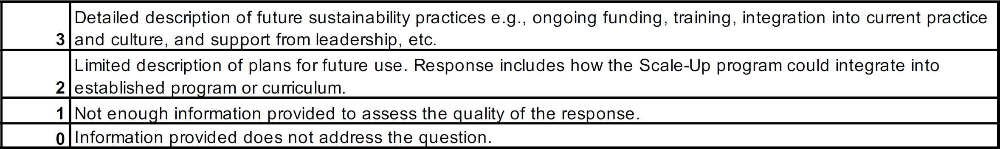 Detailed description of future sustainability practices e.g., ongoing funding, training, integration into current practice
3 and culture, and support from leadership, etc.
Limited description of plans for future use. Response includes how the Scale-Up program could integrate into
2 established program or curriculum.
1 Not enough information provided to assess the quality of the response.
0 Information provided does not address the question.